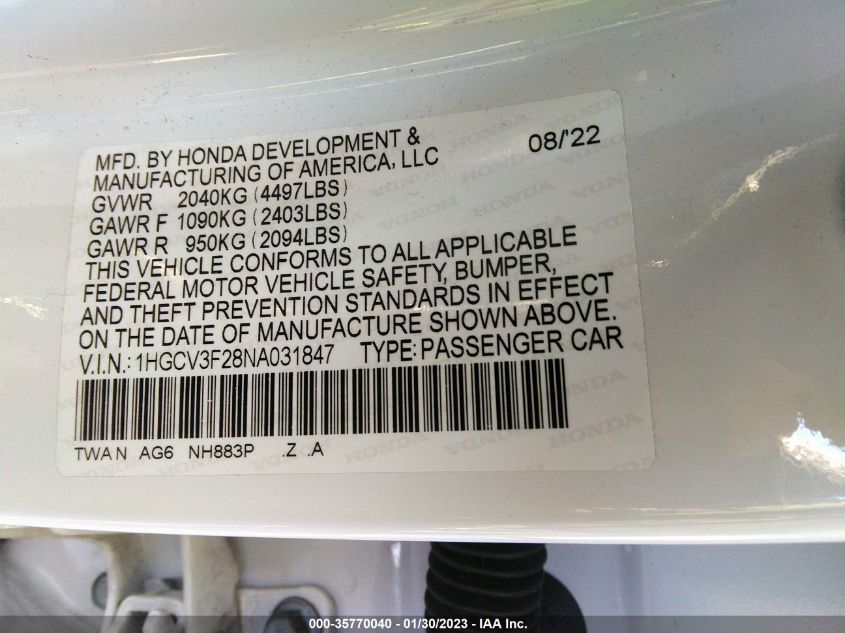 MFD. BY HONDA DEVELOPMENT & 08/'22
MANUFACTURING OF AMERICA, LLC
GVWR 2040KG (4497LBS)
GAWR F 1090KG (2403LBS)
GAWR R 950KG (2094LBS)
THIS VEHICLE CONFORMS TO ALL APPLICABLE
FEDERAL MOTOR VEHICLE SAFETY, BUMPER,
AND THEFT PREVENTION STANDARDS IN EFFECT
ON THE DATE OF MANUFACTURE SHOWN ABOVE.
V.I.N.: 1HGCV3F28NA031847 TYPE: PASSENGER CAR
TWA N AG6 NH883P .Z .A
000-35770040 - 01/30/2023 - IAA Inc.